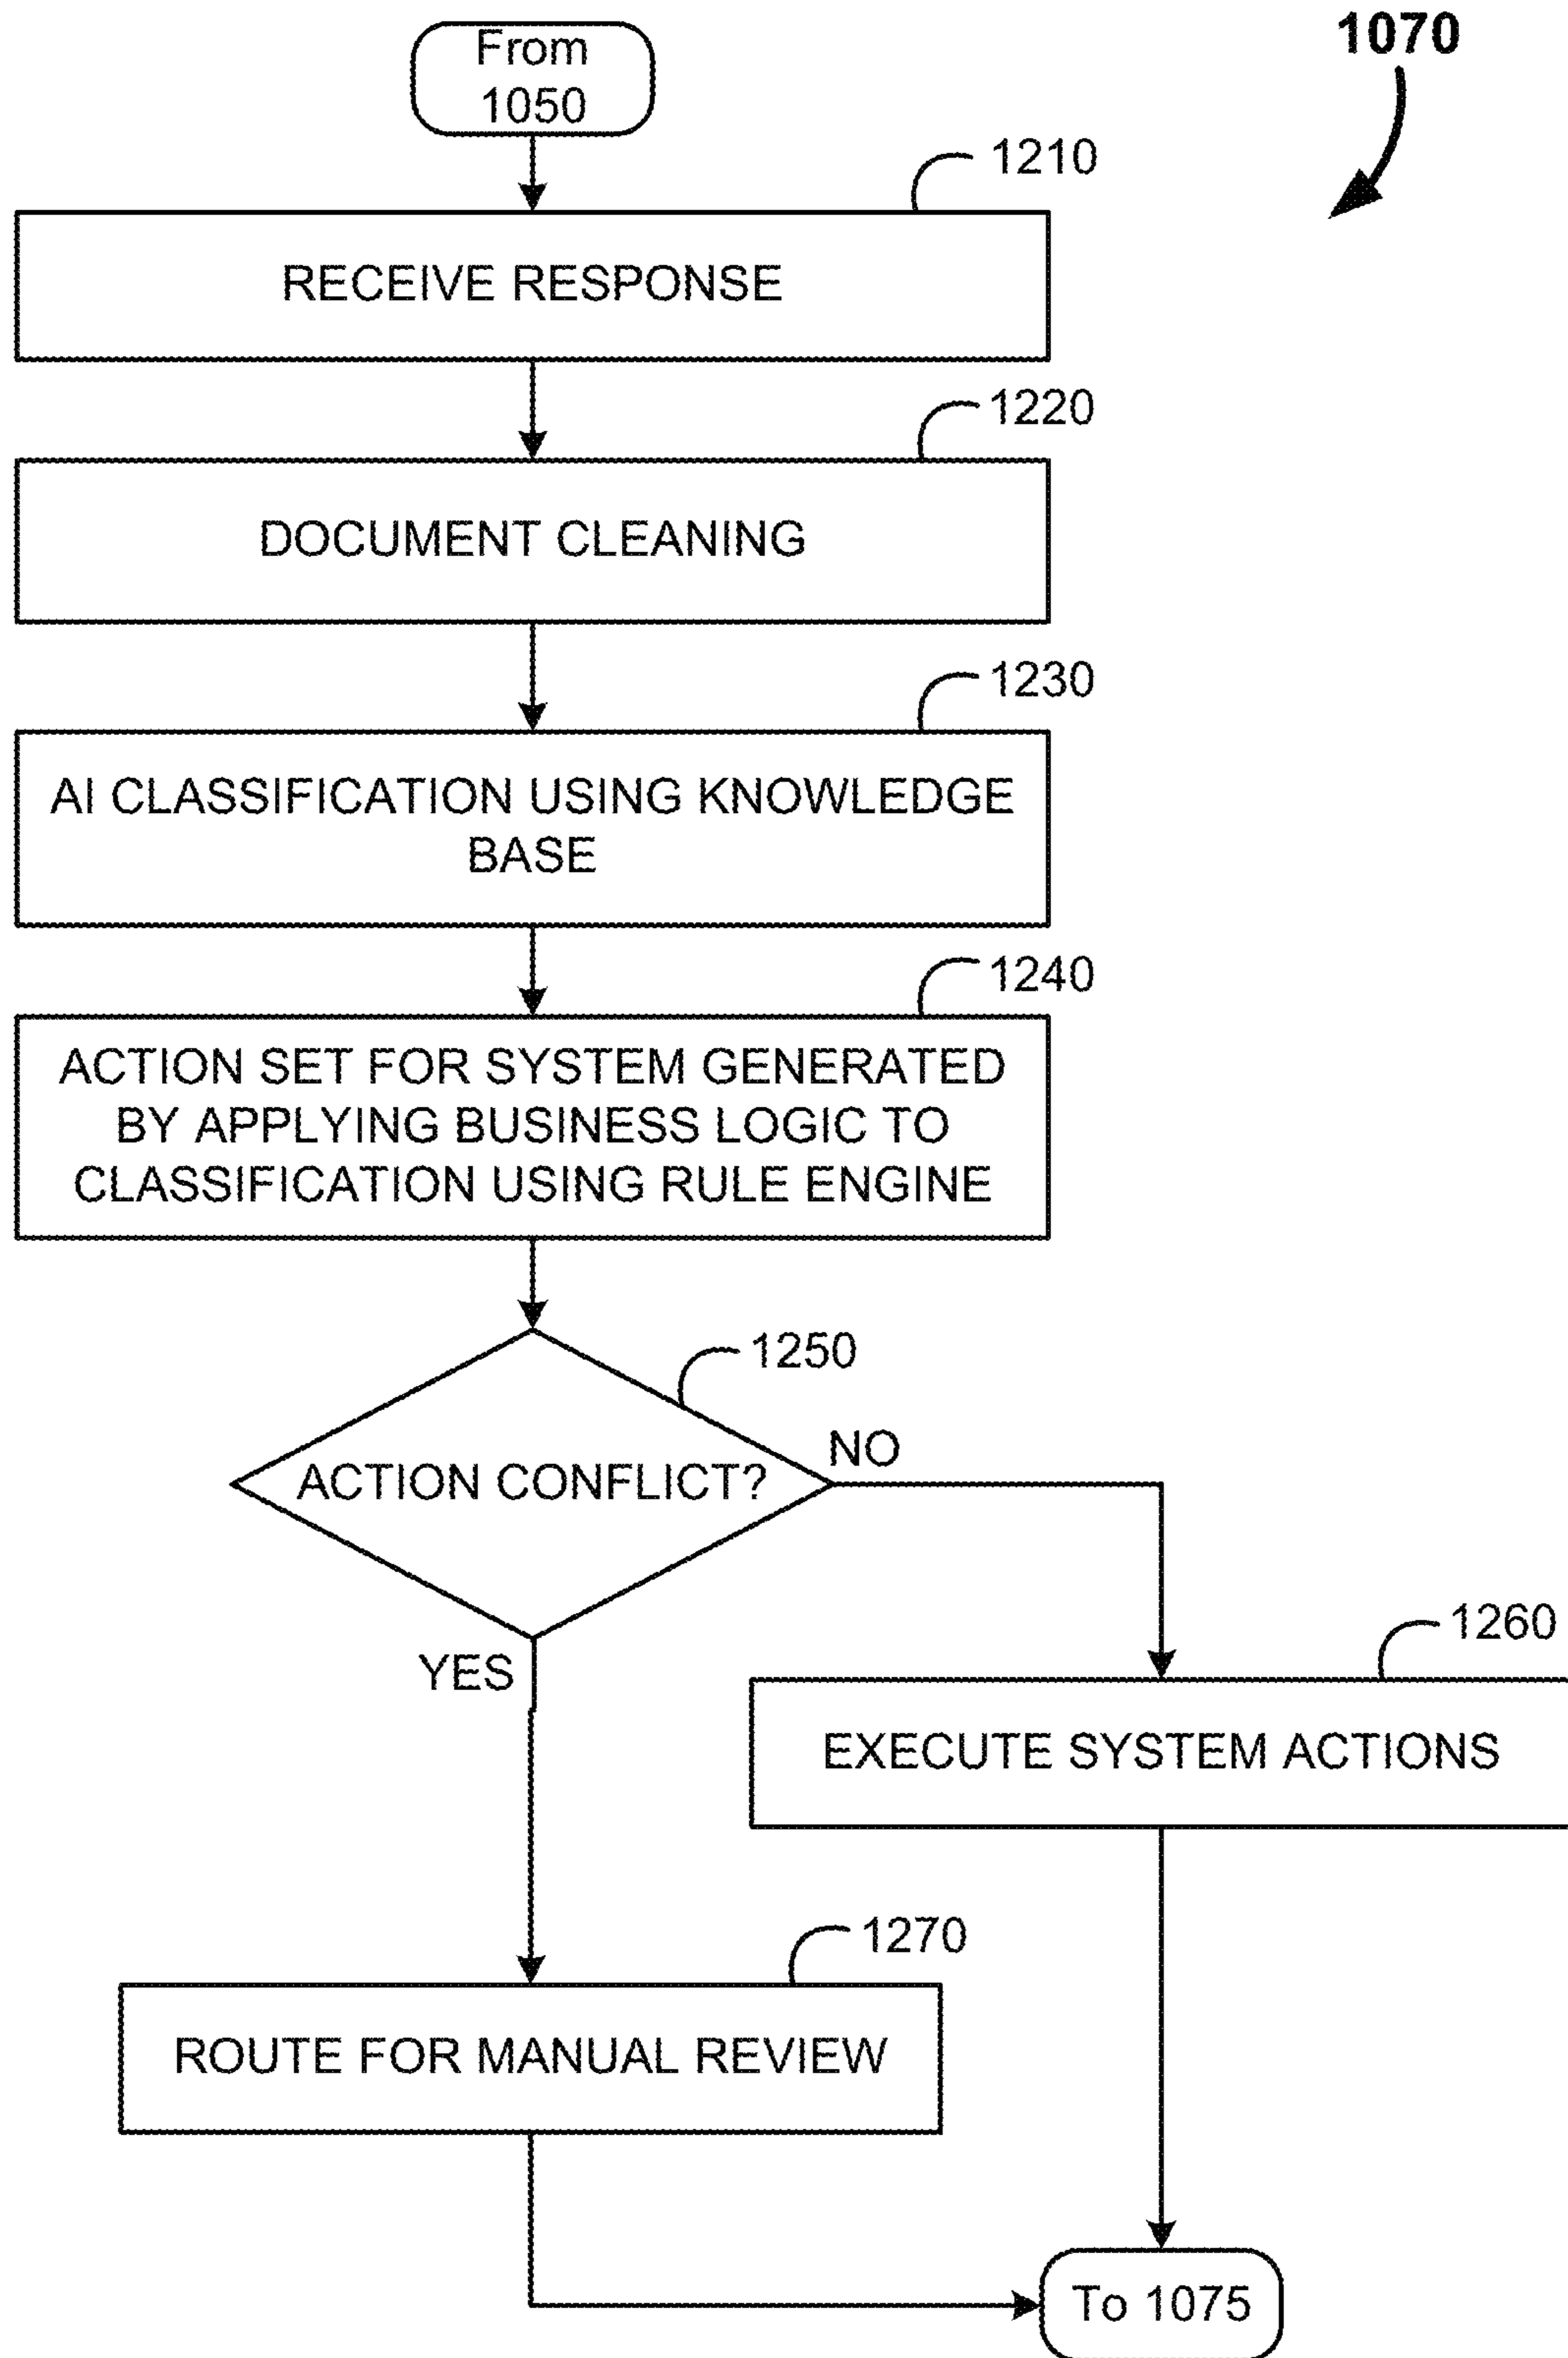 From
1050
1070
1210
RECEIVE RESPONSE
1220
DOCUMENT CLEANING
1230
AI CLASSIFICATION USING KNOWLEDGE
BASE
1240
ACTION SET FOR SYSTEM GENERATED
BY APPLYING BUSINESS LOGIC TO
CLASSIFICATION USING RULE ENGINE
1250
ACTION CONFLICT?
NO
YES
1260
EXECUTE SYSTEM ACTIONS
1270
ROUTE FOR MANUAL REVIEW
To 1075